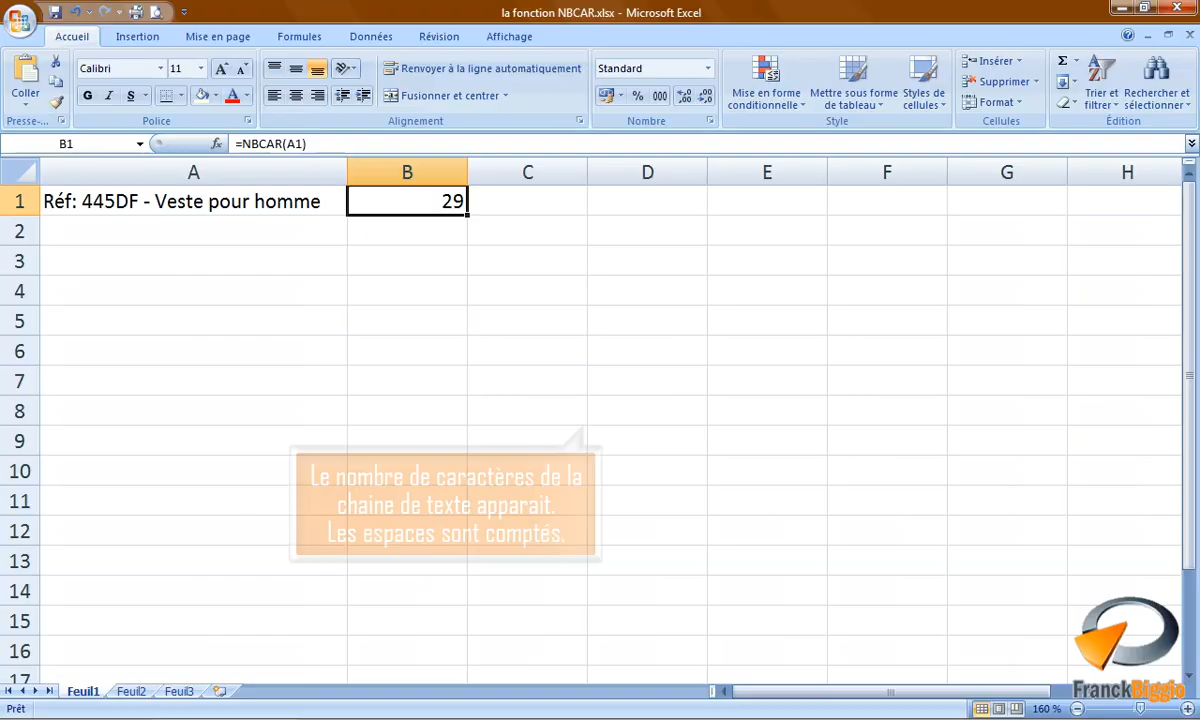 la fonction NBCAR.xlsx - Microsoft Excel
Accueil Insertion Mise en page Formules Données Révision Affichage
Coller
Presse-...
Calibri 11
G I S
Police
Renvoyer à la ligne automatiquement
Fusionner et centrer
Alignement
Standard
% 000
Nombre
Mise en forme conditionnelle
Mettre sous forme de tableau
Styles de cellules
Style
Insérer
Supprimer
Format
Cellules
Σ
Trier et filtrer
Rechercher et sélectionner
Édition
B1 fx =NBCAR(A1)
A B C D E F G H
1 Réf: 445DF - Veste pour homme 29
2
3
4
5
6
7
8
9
10
11
12
13
14
15
16
17
Le nombre de caractères de la
chaine de texte apparait.
Les espaces sont comptés.
FranckBiggio
Feuil1 Feuil2 Feuil3
Prêt 160 %